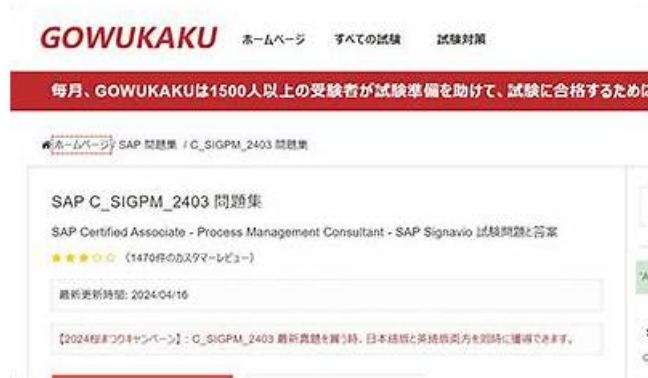 GOWUKAKU ホームページ すべての試験 試験対策
毎月、GOWUKAKUは1500人以上の受験者が試験準備を助けて、試験に合格するために
ホームページ/ SAP 問題集 / C_SIGPM_2403 問題集
SAP C_SIGPM_2403 問題集
SAP Certified Associate - Process Management Consultant - SAP Signavio 試験問題と答案
(1470件のカスタマーレビュー)
最新更新時間: 2024/04/16
【2024桜まつりキャンペーン】: C_SIGPM_2403 最新真題を買う時、日本語版と英語版両方を同時に獲得できます。